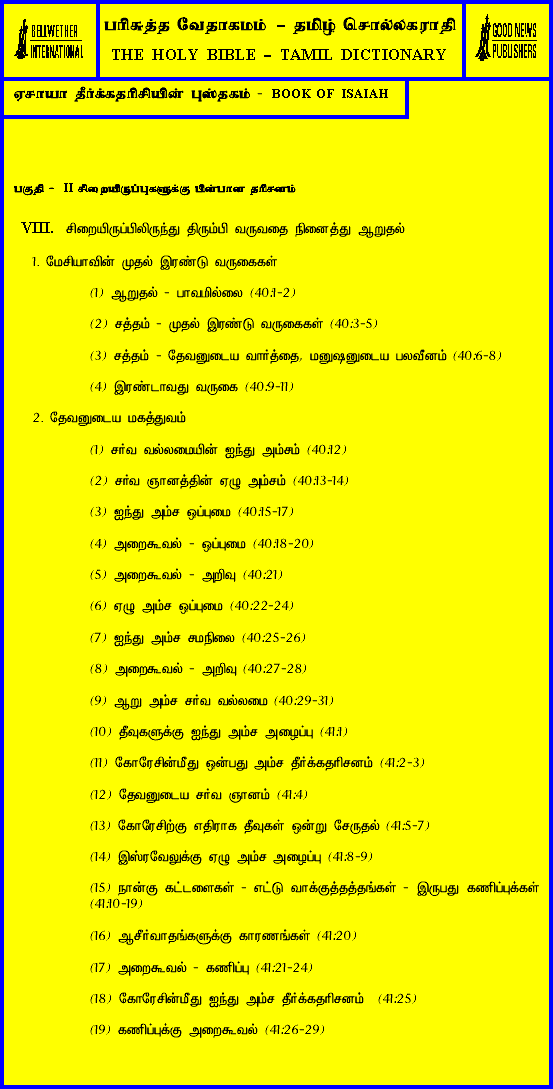 BELLWETHER
INTERNATIONAL
பரிசுத்த வேதாகமம் – தமிழ் சொல்லகராதி
THE HOLY BIBLE – TAMIL DICTIONARY
GOOD NEWS
PUBLISHERS
ஏசாயா தீர்க்கதரிசியின் புஸ்தகம் - BOOK OF ISAIAH
பகுதி - II சிறையிருப்புகளுக்கு பின்பான தரிசனம்
VIII. சிறையிருப்பிலிருந்து திரும்பி வருவதை நினைத்து ஆறுதல்
1. மேசியாவின் முதல் இரண்டு வருகைகள்
(1) ஆறுதல் - பாவமில்லை (40:1-2)
(2) சத்தம் - முதல் இரண்டு வருகைகள் (40:3-5)
(3) சத்தம் - தேவனுடைய வார்த்தை, மனுஷனுடைய பலவீனம் (40:6-8)
(4) இரண்டாவது வருகை (40:9-11)
2. தேவனுடைய மகத்துவம்
(1) சர்வ வல்லமையின் ஐந்து அம்சம் (40:12)
(2) சர்வ ஞானத்தின் ஏழு அம்சம் (40:13-14)
(3) ஐந்து அம்ச ஒப்புமை (40:15-17)
(4) அறைகூவல் - ஒப்புமை (40:18-20)
(5) அறைகூவல் - அறிவு (40:21)
(6) ஏழு அம்ச ஒப்புமை (40:22-24)
(7) ஐந்து அம்ச சமநிலை (40:25-26)
(8) அறைகூவல் - அறிவு (40:27-28)
(9) ஆறு அம்ச சர்வ வல்லமை (40:29-31)
(10) தீவுகளுக்கு ஐந்து அம்ச அழைப்பு (41:1)
(11) கோரேசின்மீது ஒன்பது அம்ச தீர்க்கதரிசனம் (41:2-3)
(12) தேவனுடைய சர்வ ஞானம் (41:4)
(13) கோரேசிற்கு எதிராக தீவுகள் ஒன்று சேருதல் (41:5-7)
(14) இஸ்ரவேலுக்கு ஏழு அம்ச அழைப்பு (41:8-9)
(15) நான்கு கட்டளைகள் - எட்டு வாக்குத்தத்தங்கள் - இருபது கணிப்புக்கள்
(41:10-19)
(16) ஆசீர்வாதங்களுக்கு காரணங்கள் (41:20)
(17) அறைகூவல் - கணிப்பு (41:21-24)
(18) கோரேசின்மீது ஐந்து அம்ச தீர்க்கதரிசனம் (41:25)
(19) கணிப்புக்கு அறைகூவல் (41:26-29)